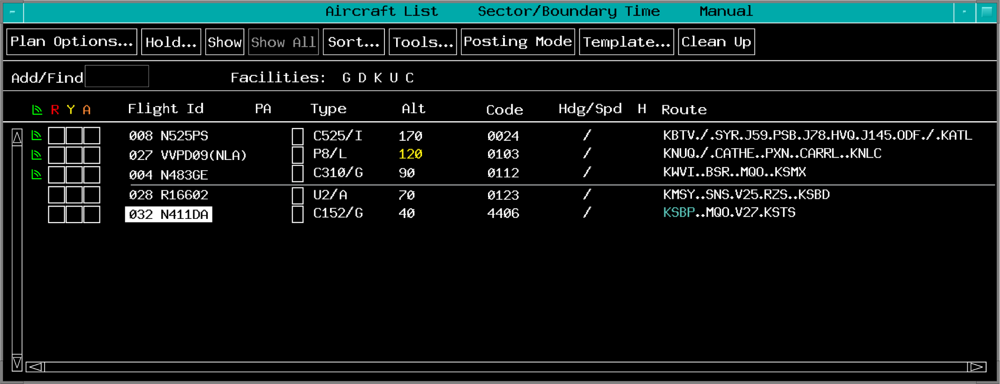 Aircraft List Sector/Boundary Time Manual
Plan Options... Hold... Show Show All Sort... Tools... Posting Mode Template... Clean Up
Add/Find Facilities: G D K U C
R Y A Flight Id PA Type Alt Code Hdg/Spd H Route
008 N525PS C525/I 170 0024 / KBTV./.SYR.J59.PSB.J78.HVQ.J145.ODF./.KATL
027 VVPD09(NLA) P8/L 120 0103 / KNUQ./.CATHE..PXN..CARRL..KNLC
004 N483GE C310/G 90 0112 / KWVI..BSR..MQO..KSMX
028 R16602 U2/A 70 0123 / KMSY..SNS.V25.RZS..KSBD
032 N411DA C152/G 40 4406 / KSBP..MQO.V27.KSTS